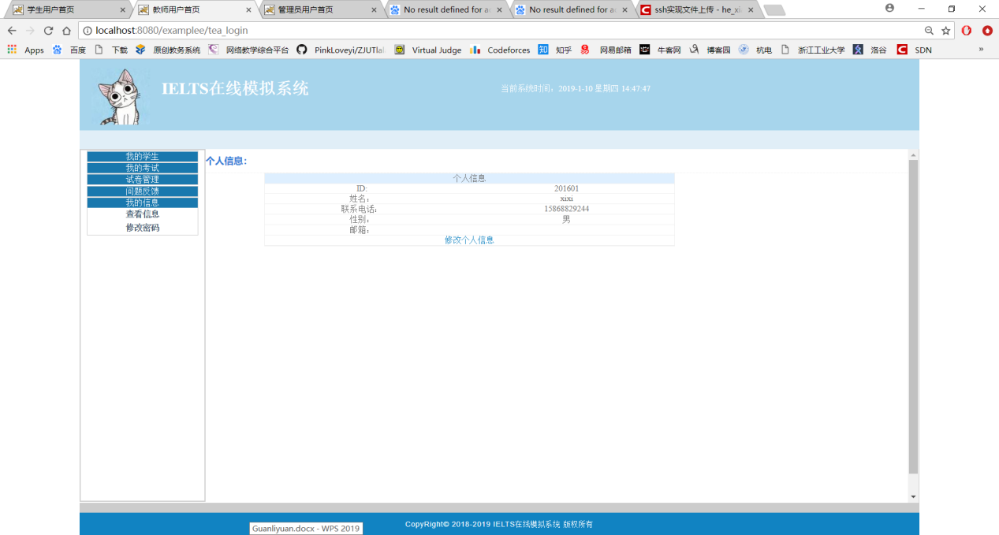 学生用户首页
教师用户首页
管理员用户首页
No result defined for ac
No result defined for ac
ssh实现文件上传 - he_xia
localhost:8080/examplee/tea_login
Apps 百度 下载 原创教务系统 网络教学综合平台 PinkLoveyi/ZJUTlal Virtual Judge Codeforces 知乎 网易邮箱 牛客网 博客园 杭电 浙江工业大学 洛谷 SDN »
IELTS在线模拟系统
当前系统时间：2019-1-10 星期四 14:47:47
我的学生
我的考试
试卷管理
问题反馈
我的信息
查看信息
修改密码
个人信息：
个人信息
ID: 201601
姓名： xixi
联系电话： 15868829244
性别： 男
邮箱：
修改个人信息
Guanliyuan.docx - WPS 2019
CopyRight© 2018-2019 IELTS在线模拟系统 版权所有